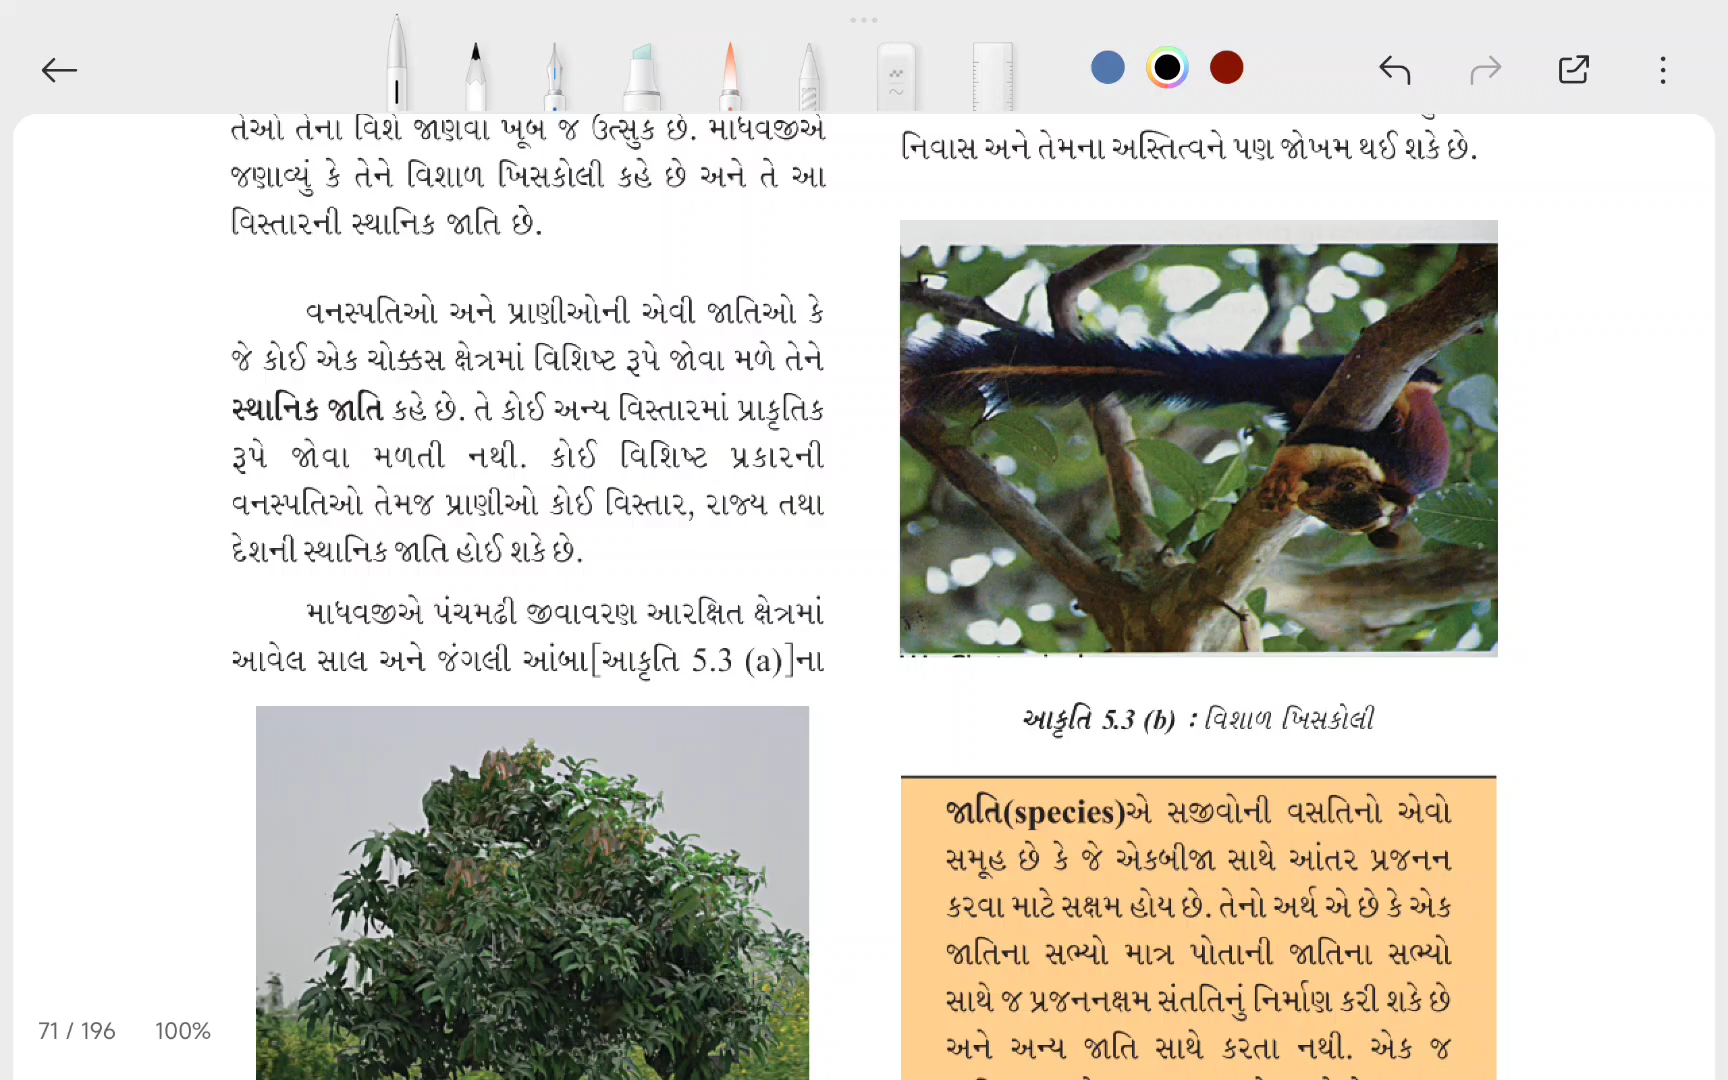 તેઓ તેના વિશે જાણવા ખૂબ જ ઉત્સુક છે. માધવજીએ
જણાવ્યું કે તેને વિશાળ ખિસકોલી કહે છે અને તે આ
વિસ્તારની સ્થાનિક જાતિ છે.
વનસ્પતિઓ અને પ્રાણીઓની એવી જાતિઓ કે
જે કોઈ એક ચોક્કસ ક્ષેત્રમાં વિશિષ્ટ રૂપે જોવા મળે તેને
સ્થાનિક જાતિ કહે છે. તે કોઈ અન્ય વિસ્તારમાં પ્રાકૃતિક
રૂપે જોવા મળતી નથી. કોઈ વિશિષ્ટ પ્રકારની
વનસ્પતિઓ તેમજ પ્રાણીઓ કોઈ વિસ્તાર, રાજ્ય તથા
દેશની સ્થાનિક જાતિ હોઈ શકે છે.
માધવજીએ પંચમઢી જીવાવરણ આરક્ષિત ક્ષેત્રમાં
આવેલ સાલ અને જંગલી આંબા[આકૃતિ 5.3 (a)]ના
71 / 196 100%
નિવાસ અને તેમના અસ્તિત્વને પણ જોખમ થઈ શકે છે.
આકૃતિ 5.3 (b) : વિશાળ ખિસકોલી
જાતિ(species)એ સજીવોની વસતિનો એવો
સમૂહ છે કે જે એકબીજા સાથે આંતર પ્રજનન
કરવા માટે સક્ષમ હોય છે. તેનો અર્થ એ છે કે એક
જાતિના સભ્યો માત્ર પોતાની જાતિના સભ્યો
સાથે જ પ્રજનનક્ષમ સંતતિનું નિર્માણ કરી શકે છે
અને અન્ય જાતિ સાથે કરતા નથી. એક જ